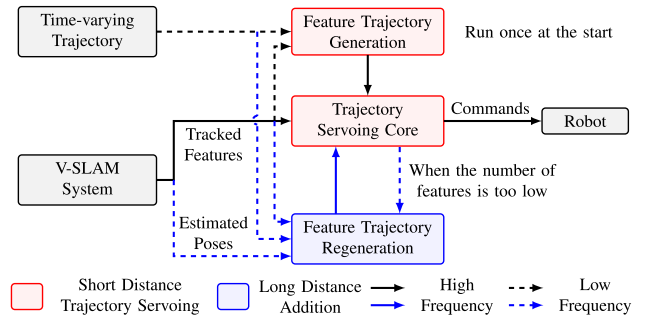 Time-varying
Trajectory
Feature Trajectory
Generation
Run once at the start
Trajectory
Servoing Core
Commands
Robot
Tracked
Features
V-SLAM
System
When the number of
features is too low
Estimated
Poses
Feature Trajectory
Regeneration
Short Distance
Trajectory Servoing
Long Distance
Addition
High
Frequency
Low
Frequency